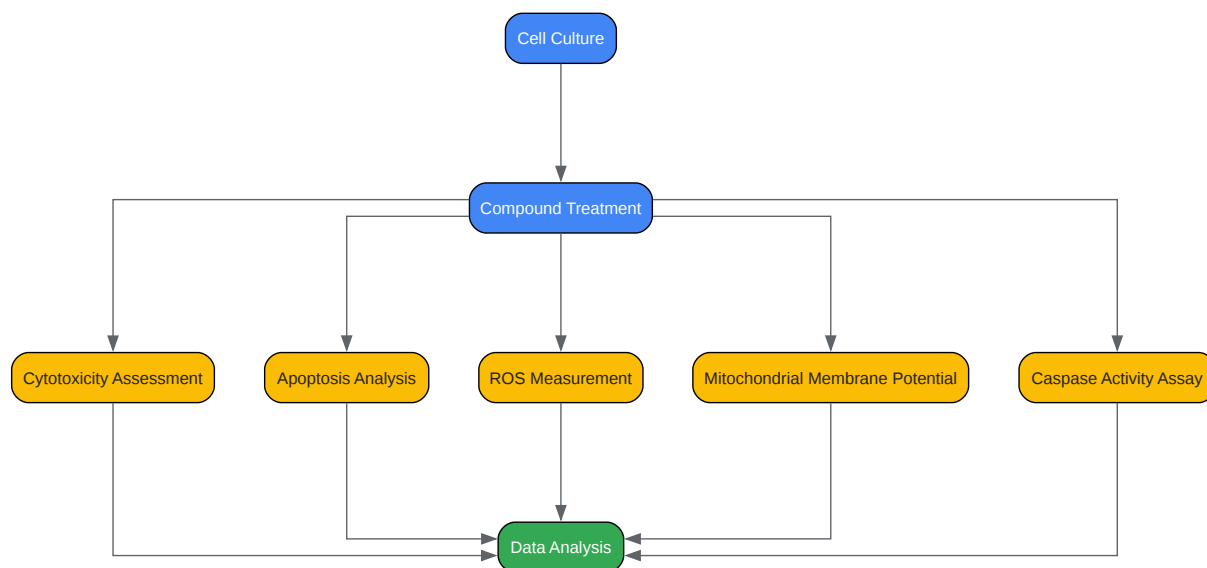 Cell Culture
Compound Treatment
Cytotoxicity Assessment
Apoptosis Analysis
ROS Measurement
Mitochondrial Membrane Potential
Caspase Activity Assay
Data Analysis